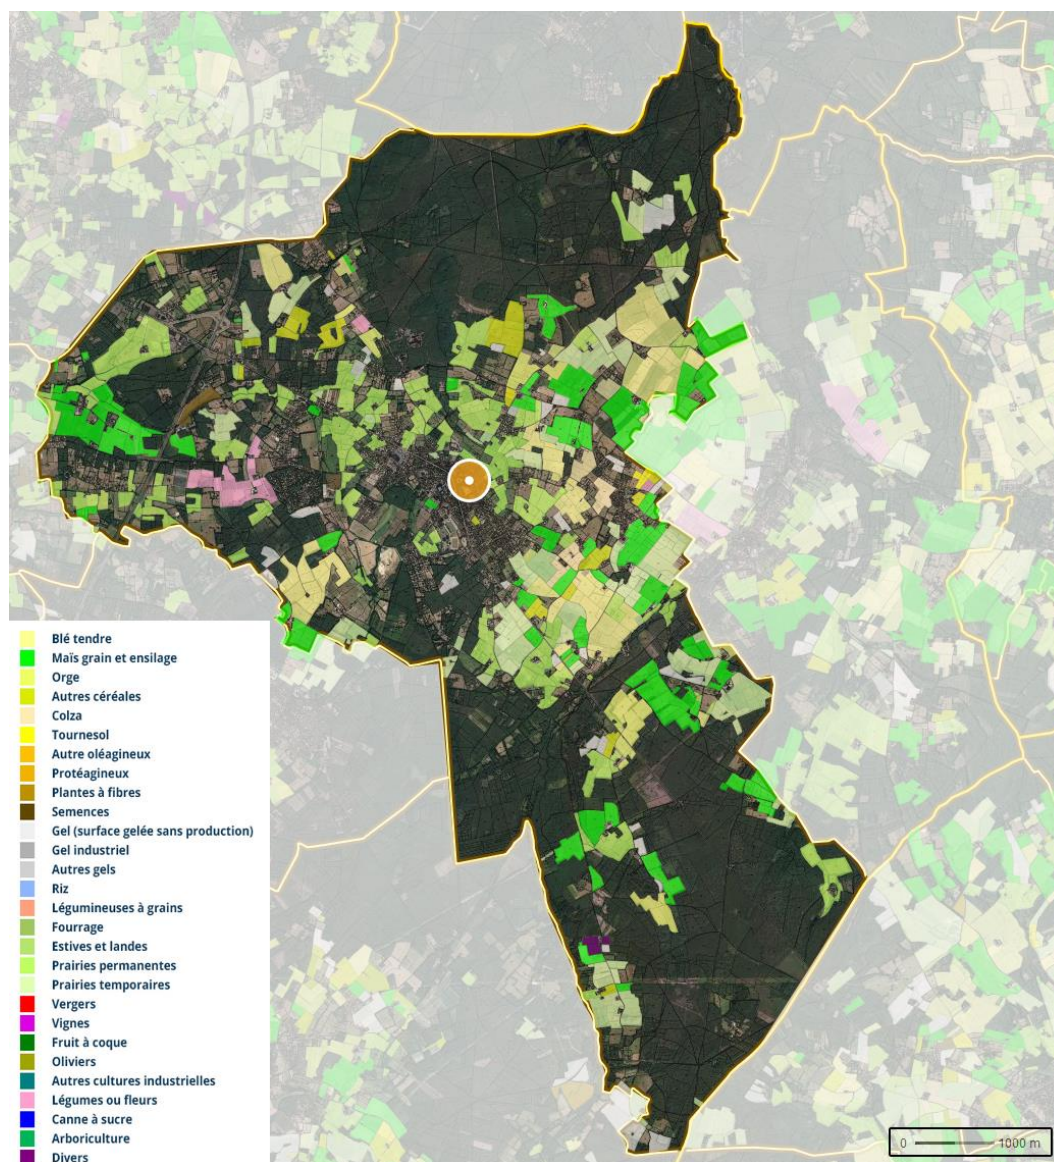 Blé tendre
Maïs grain et ensilage
Orge
Autres céréales
Colza
Tournesol
Autre oléagineux
Protéagineux
Plantes à fibres
Semences
Gel (surface gelée sans production)
Gel industriel
Autres gels
Riz
Légumineuses à grains
Fourrage
Estives et landes
Prairies permanentes
Prairies temporaires
Vergers
Vignes
Fruit à coque
Oliviers
Autres cultures industrielles
Légumes ou fleurs
Canne à sucre
Arboriculture
Divers
0 1000 m